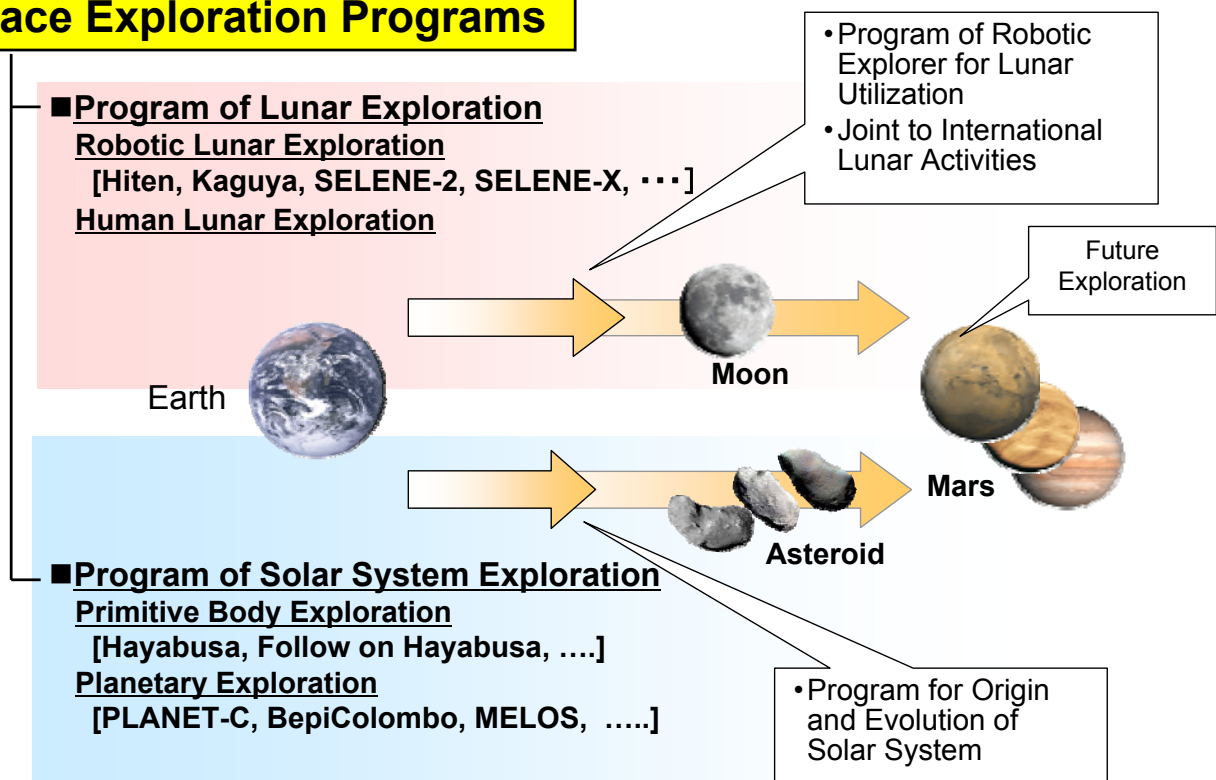 ace Exploration Programs
■Program of Lunar Exploration
Robotic Lunar Exploration
[Hiten, Kaguya, SELENE-2, SELENE-X, ･･･]
Human Lunar Exploration
•Program of Robotic
Explorer for Lunar
Utilization
•Joint to International
Lunar Activities
Future
Exploration
Moon
Earth
Mars
Asteroid
■Program of Solar System Exploration
Primitive Body Exploration
[Hayabusa, Follow on Hayabusa, ….]
Planetary Exploration
[PLANET-C, BepiColombo, MELOS, …..]
•Program for Origin
and Evolution of
Solar System